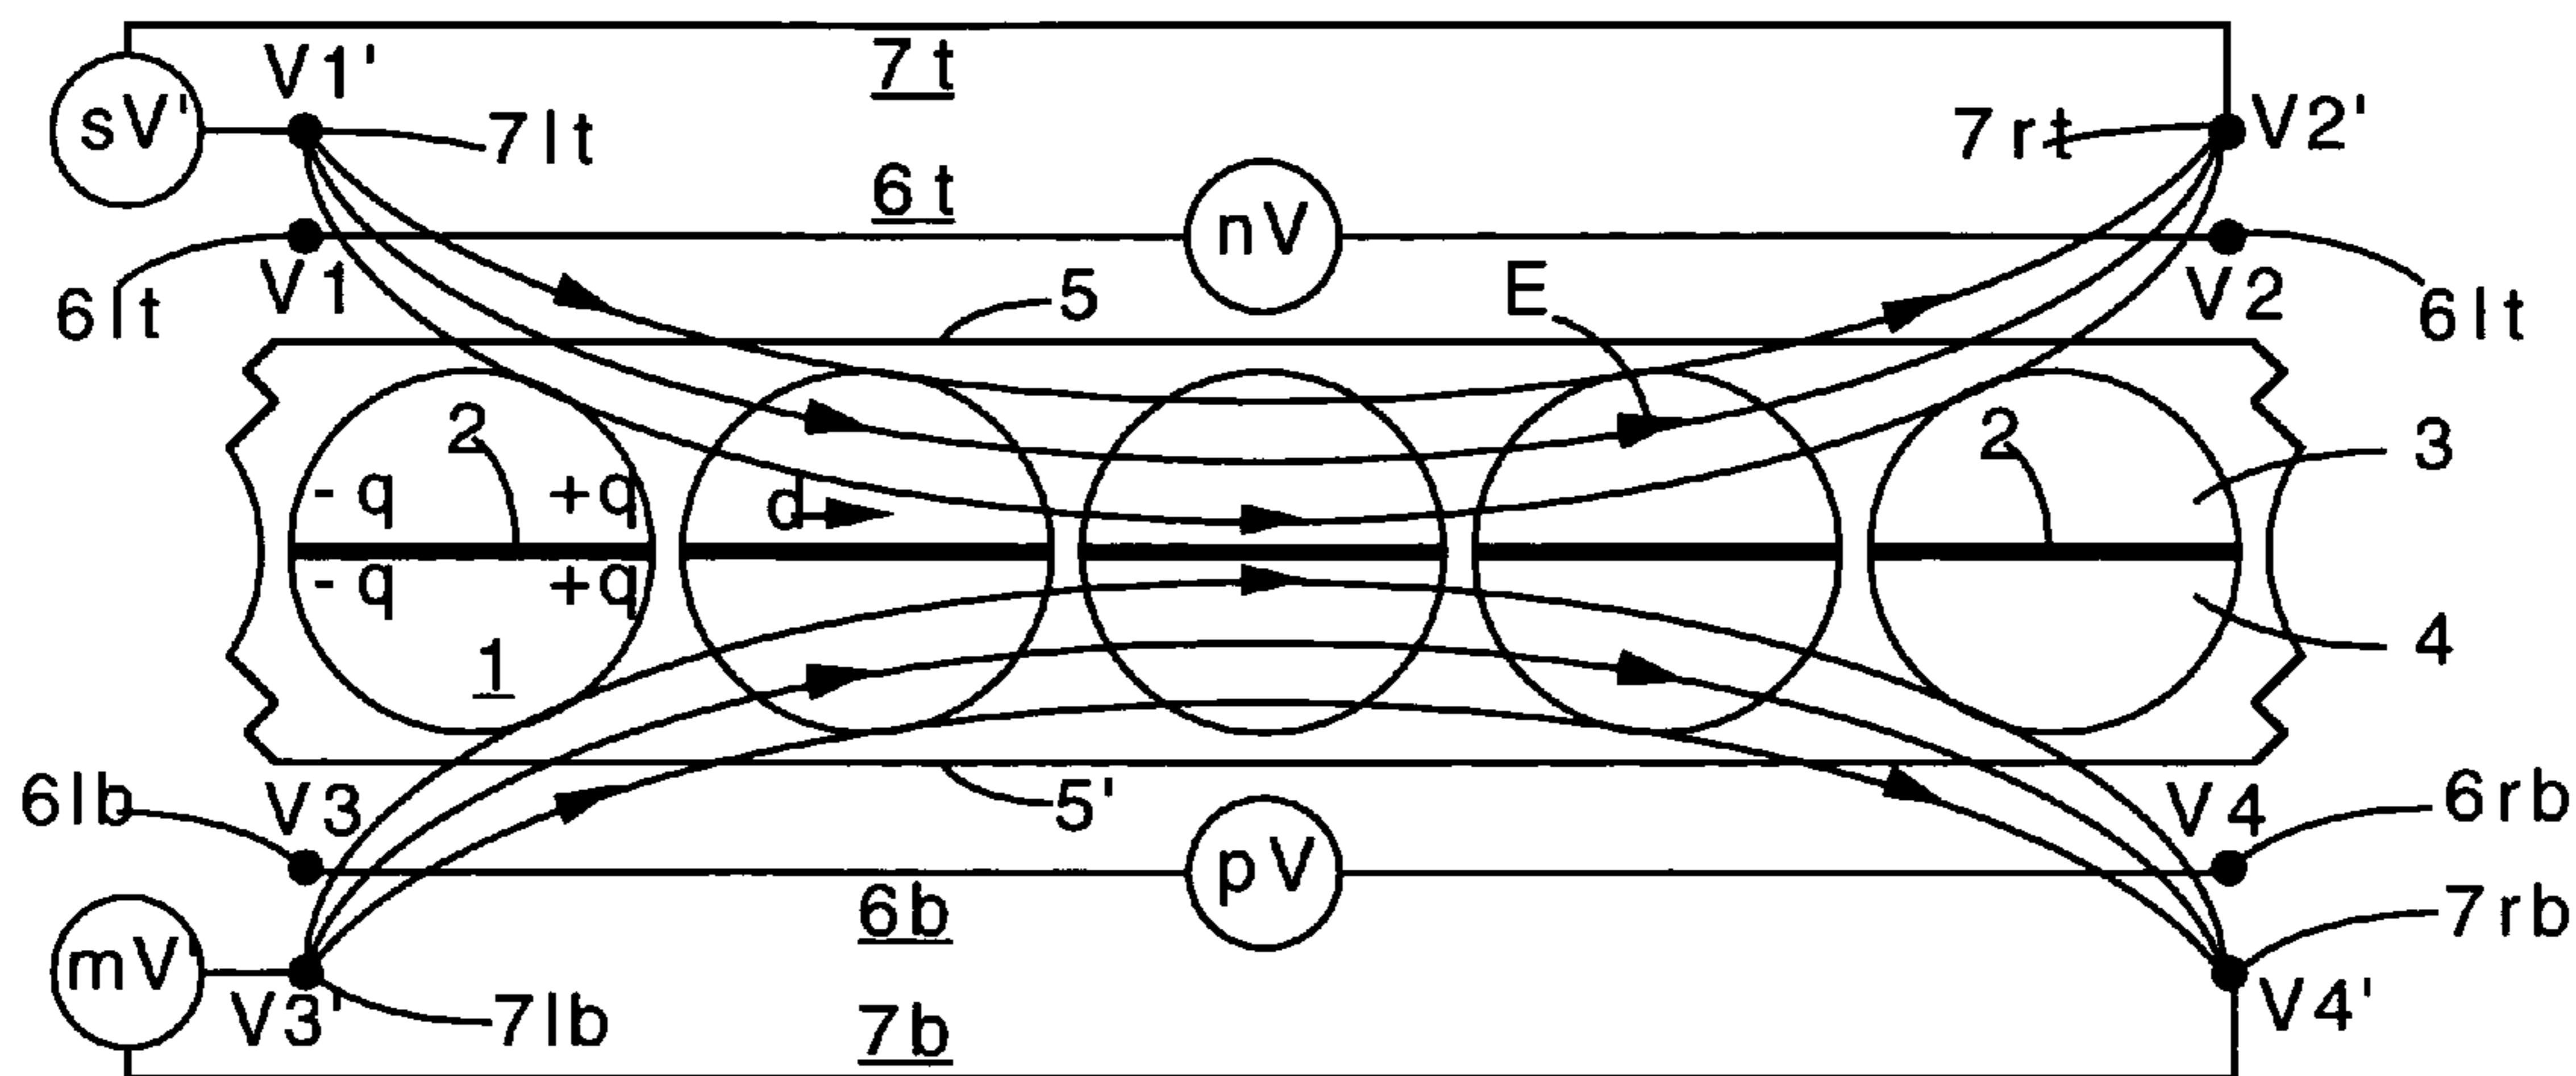 7t
V1'
sV'
7lt
7rt
V2'
6t
nV
V1
6lt
5
E
V2
6lt
2
2
3
- q
+q
d
- q
+q
1
4
6lb
V3
5'
V4
6rb
pV
6b
7rb
mV'
V3'
7lb
7b
V4'